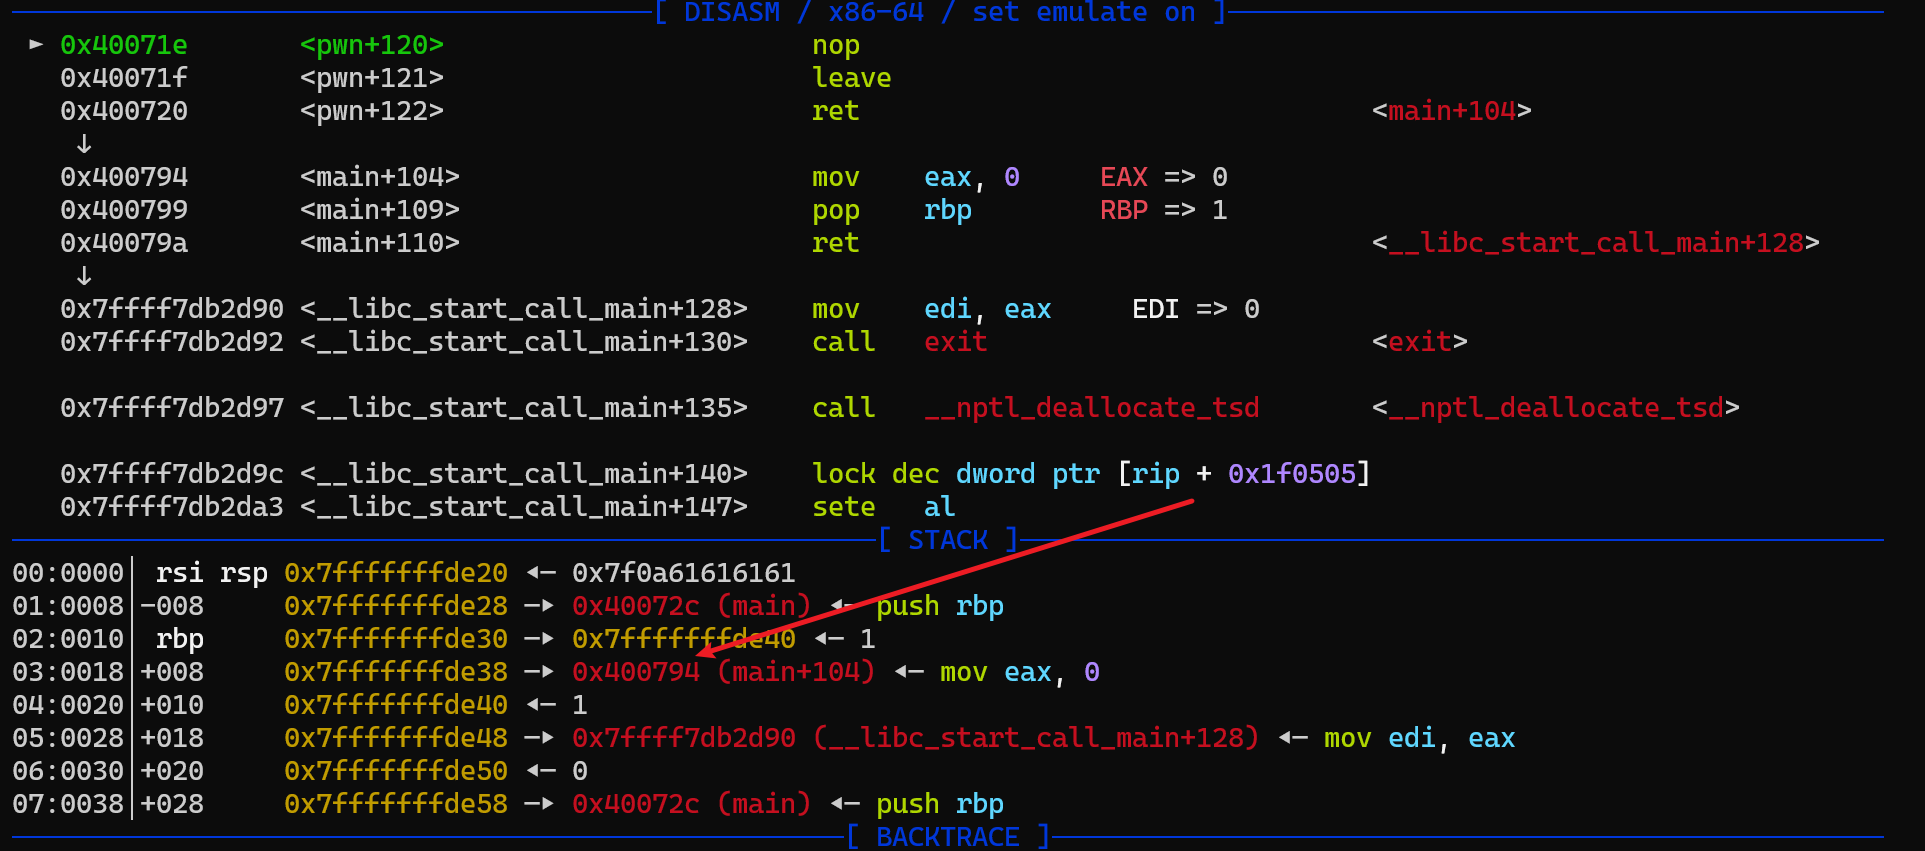 [ DISASM / x86-64 / set emulate on ]
► 0x40071e <pwn+120> nop
0x40071f <pwn+121> leave
0x400720 <pwn+122> ret <main+104>
↓
0x400794 <main+104> mov eax, 0 EAX => 0
0x400799 <main+109> pop rbp RBP => 1
0x40079a <main+110> ret <__libc_start_call_main+128>
↓
0x7ffff7db2d90 <__libc_start_call_main+128> mov edi, eax EDI => 0
0x7ffff7db2d92 <__libc_start_call_main+130> call exit <exit>
0x7ffff7db2d97 <__libc_start_call_main+135> call __nptl_deallocate_tsd <__nptl_deallocate_tsd>
0x7ffff7db2d9c <__libc_start_call_main+140> lock dec dword ptr [rip + 0x1f0505]
0x7ffff7db2da3 <__libc_start_call_main+147> sete al
[ STACK ]
00:0000│ rsi rsp 0x7fffffffde20 ◂— 0x7f0a61616161
01:0008│-008 0x7fffffffde28 —▸ 0x40072c (main) ◂— push rbp
02:0010│ rbp 0x7fffffffde30 —▸ 0x7fffffffde40 ◂— 1
03:0018│+008 0x7fffffffde38 —▸ 0x400794 (main+104) ◂— mov eax, 0
04:0020│+010 0x7fffffffde40 ◂— 1
05:0028│+018 0x7fffffffde48 —▸ 0x7ffff7db2d90 (__libc_start_call_main+128) ◂— mov edi, eax
06:0030│+020 0x7fffffffde50 ◂— 0
07:0038│+028 0x7fffffffde58 —▸ 0x40072c (main) ◂— push rbp
[ BACKTRACE ]